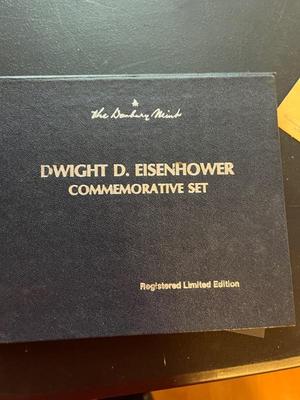 The Danbury Mint
DWIGHT D. EISENHOWER
COMMEMORATIVE SET
Registered Limited Edition